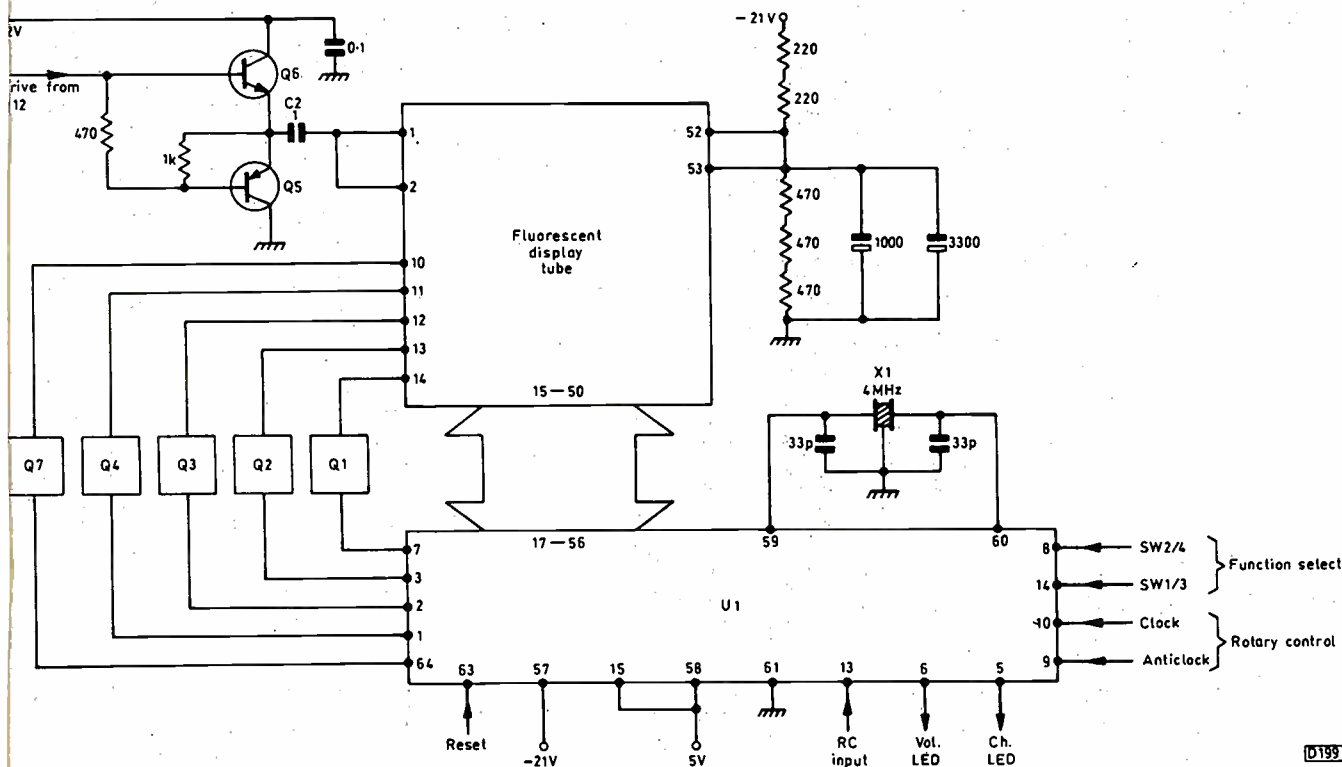 2V
rive from
12
Q6
0·1
470
C2
1
1k
Q5
-21V
220
220
1
2
52
53
Fluorescent
display
tube
470
470
470
1000
3300
10
11
12
13
14
15—50
X1
4MHz
33p
33p
Q7
Q4
Q3
Q2
Q1
17—56
59
60
7
3
2
1
64
U1
8
SW2/4
14
SW1/3
Function select
10
Clock
9
Anticlock
Rotary control
63
57
15
58
61
13
6
5
Reset
-21V
5V
RC
input
Vol.
LED
Ch.
LED
D199